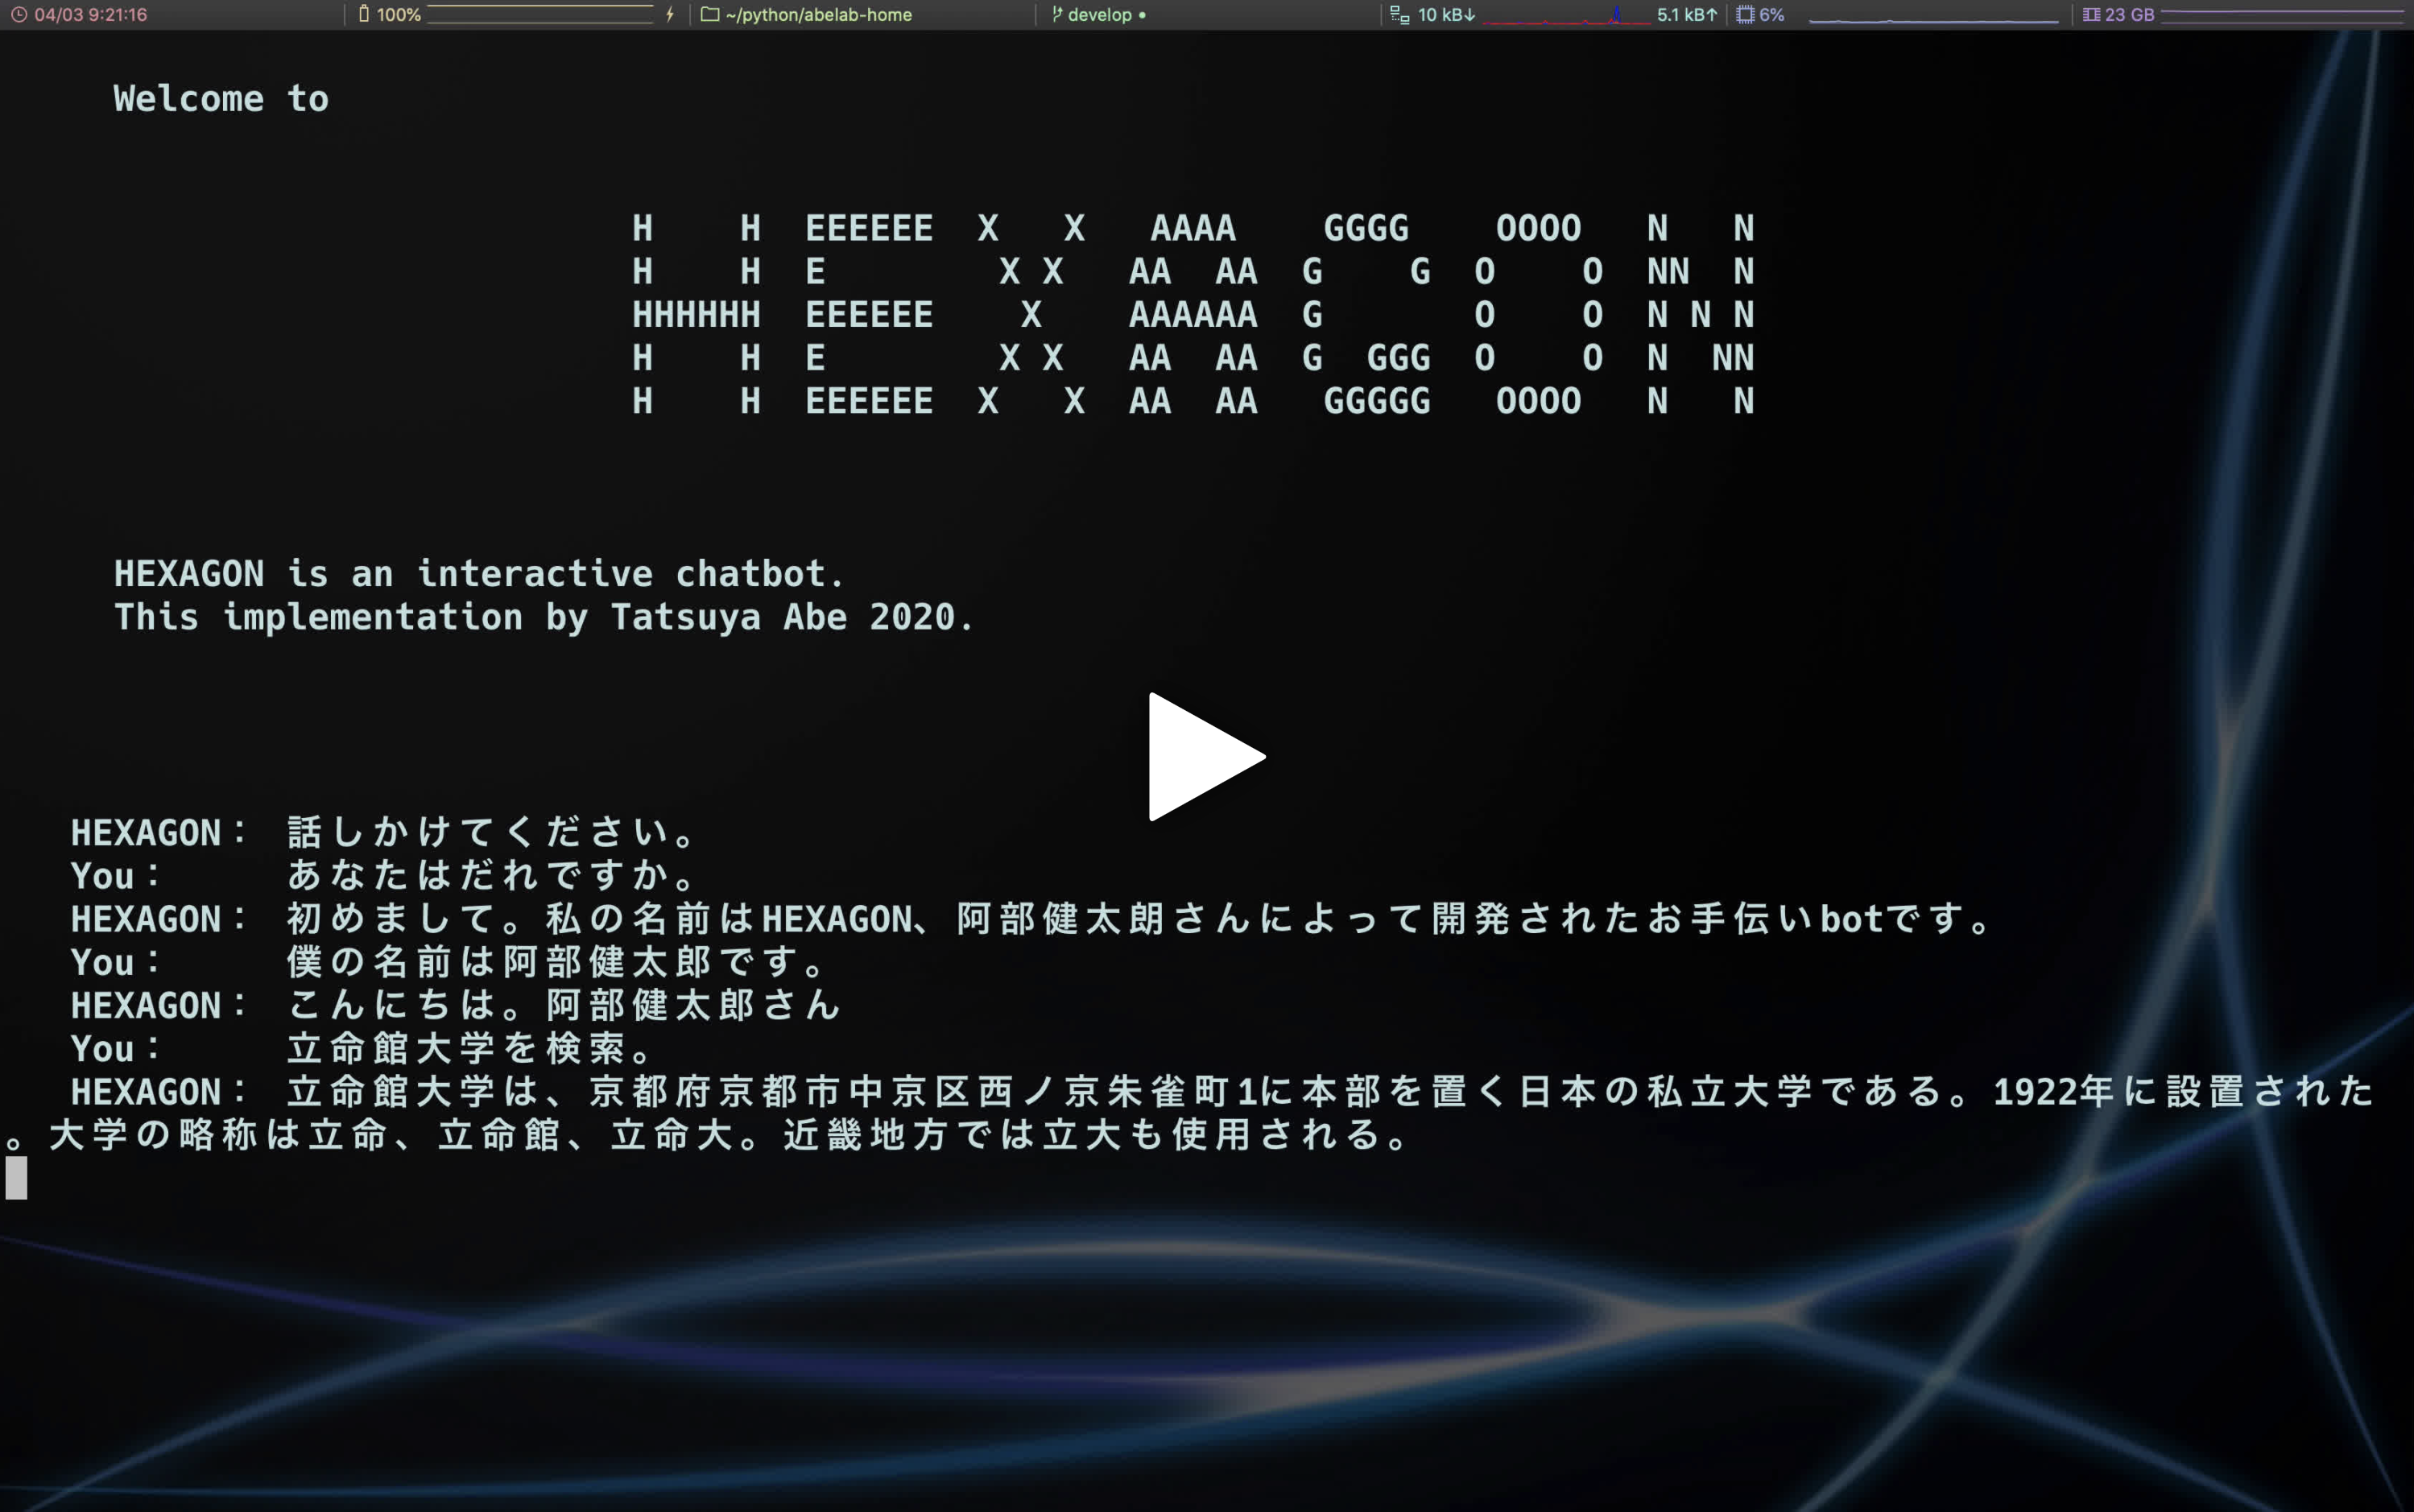 04/03 9:21:16 100% ~/python/abelab-home develop • 10 kB↓ 5.1 kB↑ 6% 23 GB
Welcome to
H    H  EEEEEE  X   X   AAAA    GGGG    OOOO   N   N
H    H  E        X X   AA  AA  G    G  O    O  NN  N
HHHHHH  EEEEEE    X    AAAAAA  G       O    O  N N N
H    H  E        X X   AA  AA  G  GGG  O    O  N  NN
H    H  EEEEEE  X   X  AA  AA   GGGGG   OOOO   N   N
HEXAGON is an interactive chatbot.
This implementation by Tatsuya Abe 2020.
HEXAGON： 話しかけてください。
You： あなたはだれですか。
HEXAGON： 初めまして。私の名前はHEXAGON、阿部健太朗さんによって開発されたお手伝いbotです。
You： 僕の名前は阿部健太郎です。
HEXAGON： こんにちは。阿部健太郎さん
You： 立命館大学を検索。
HEXAGON： 立命館大学は、京都府京都市中京区西ノ京朱雀町1に本部を置く日本の私立大学である。1922年に設置された
。大学の略称は立命、立命館、立命大。近畿地方では立大も使用される。